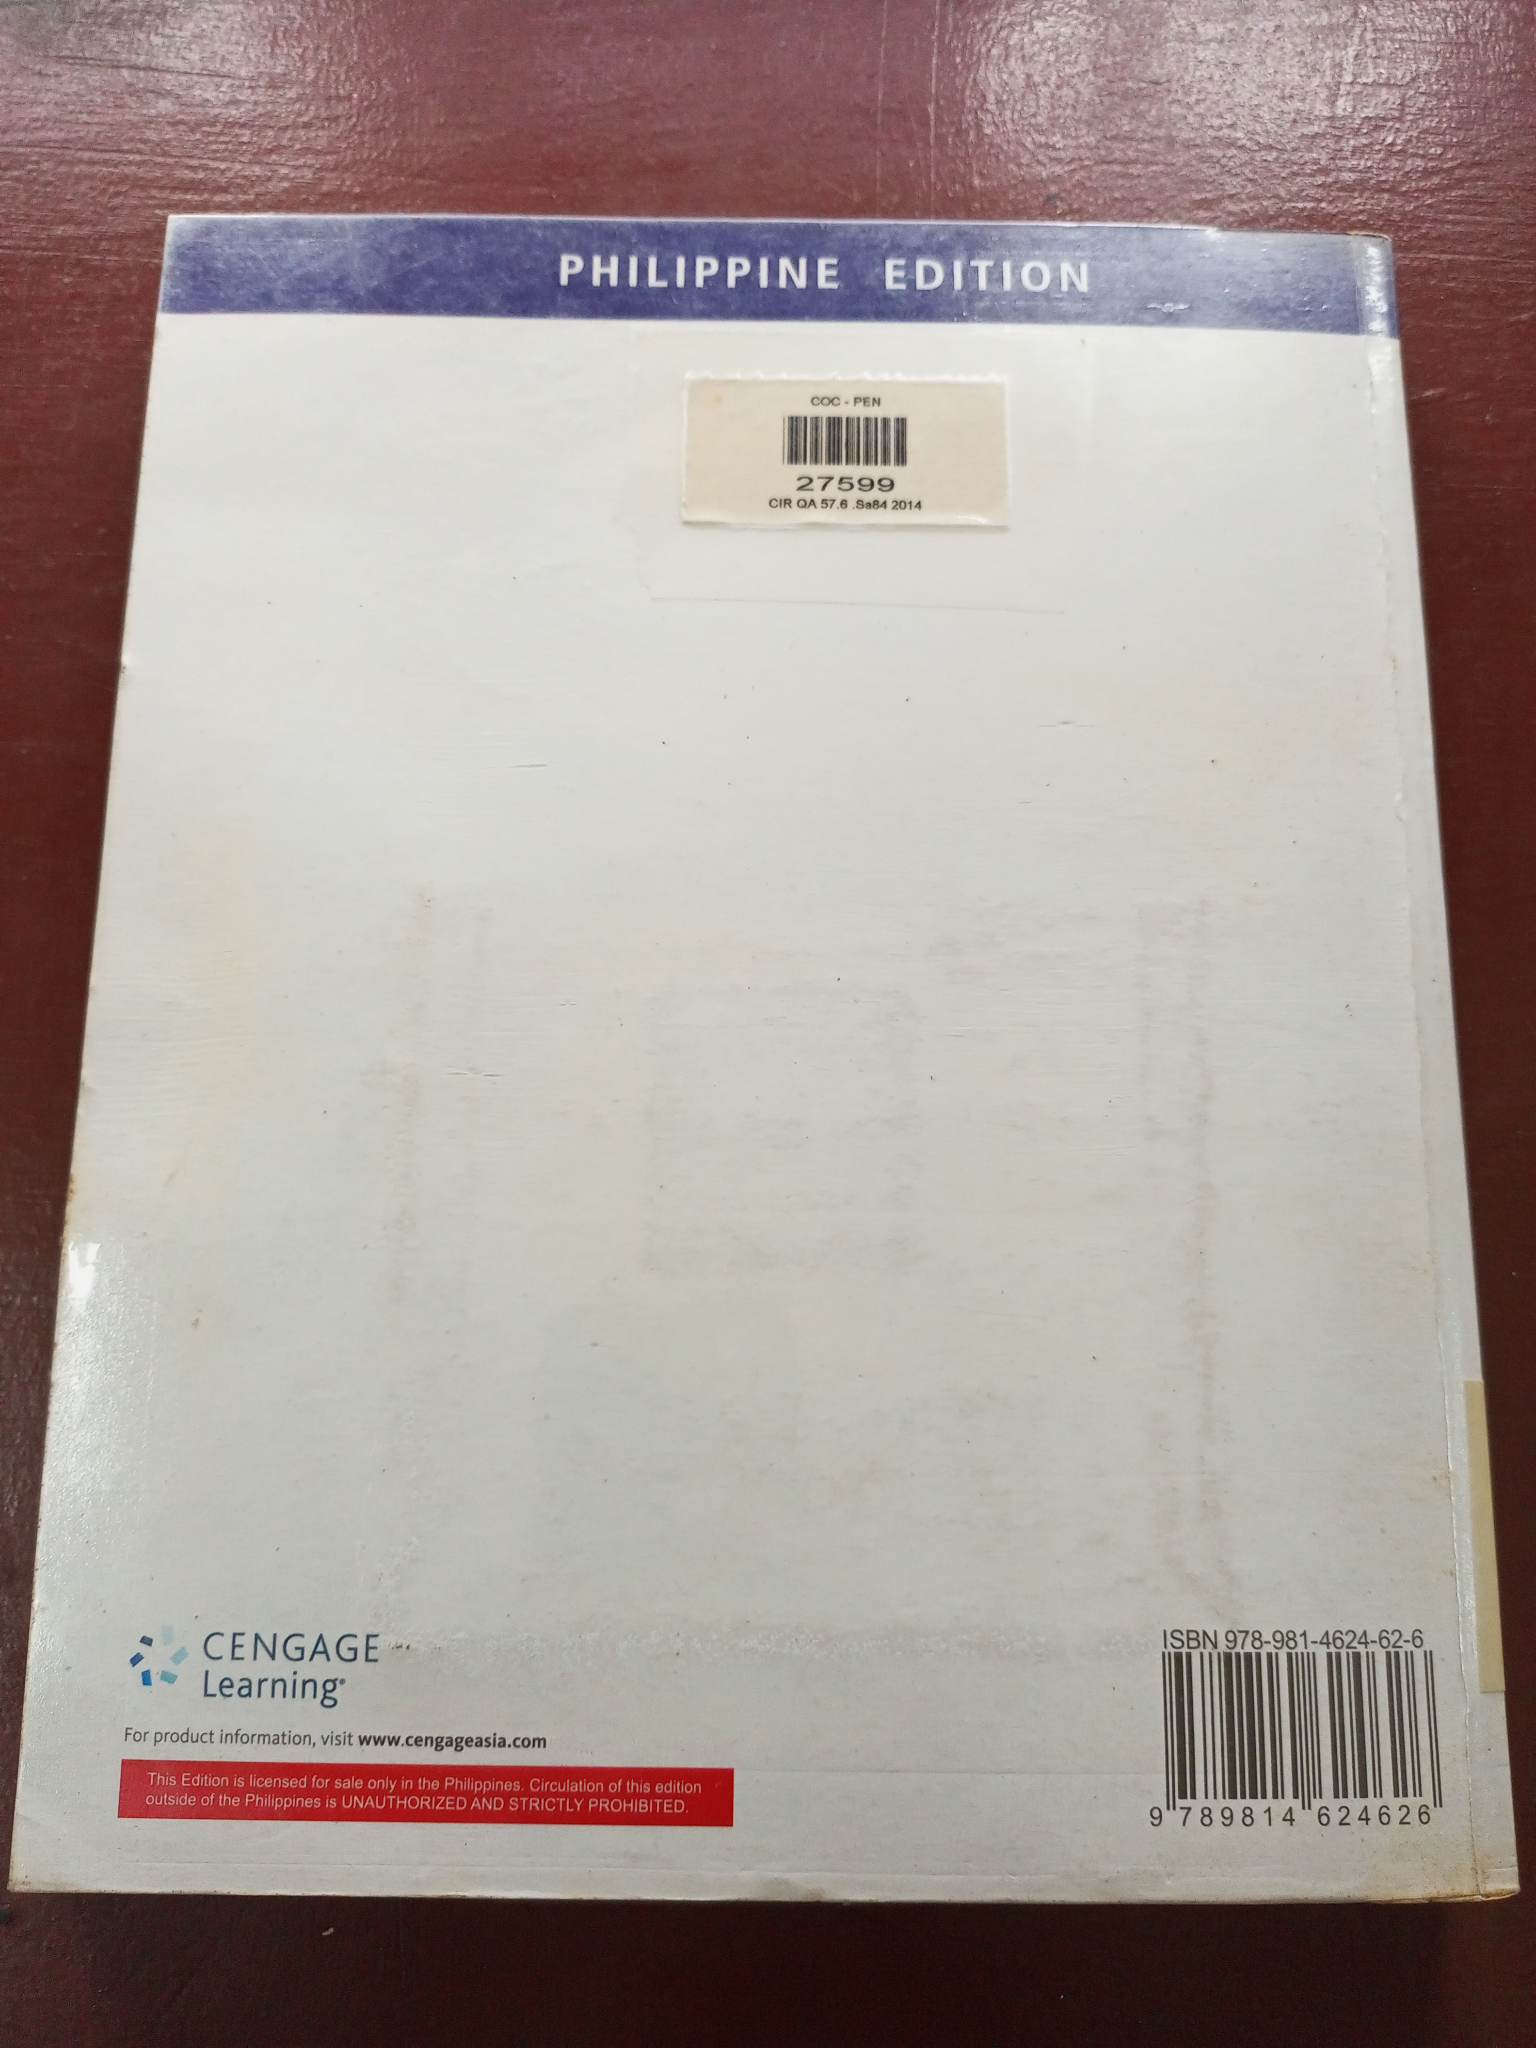 PHILIPPINE EDITION
COC - PEN
27599
CIR QA 57.6 .Sa84 2014
CENGAGE
Learning®
For product information, visit www.cengageasia.com
This Edition is licensed for sale only in the Philippines. Circulation of this edition
outside of the Philippines is UNAUTHORIZED AND STRICTLY PROHIBITED.
ISBN 978-981-4624-62-6
9 789814 624626